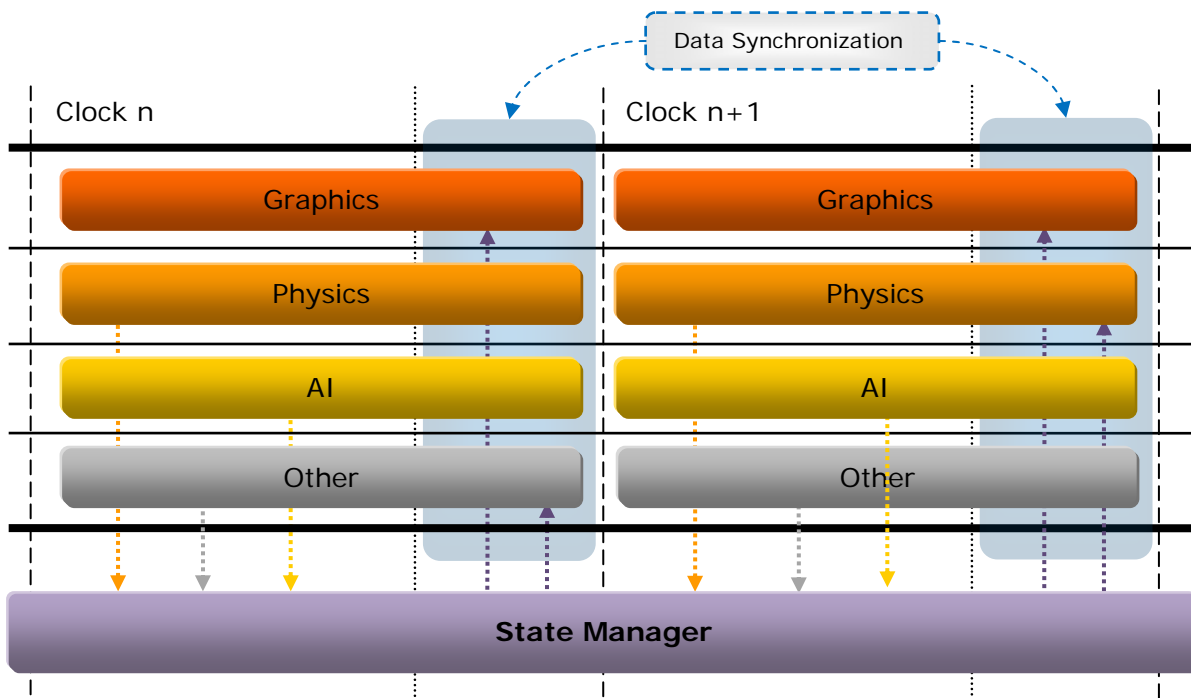 Data Synchronization
Clock n
Clock n+1
Graphics
Graphics
Physics
Physics
AI
AI
Other
Other
State Manager